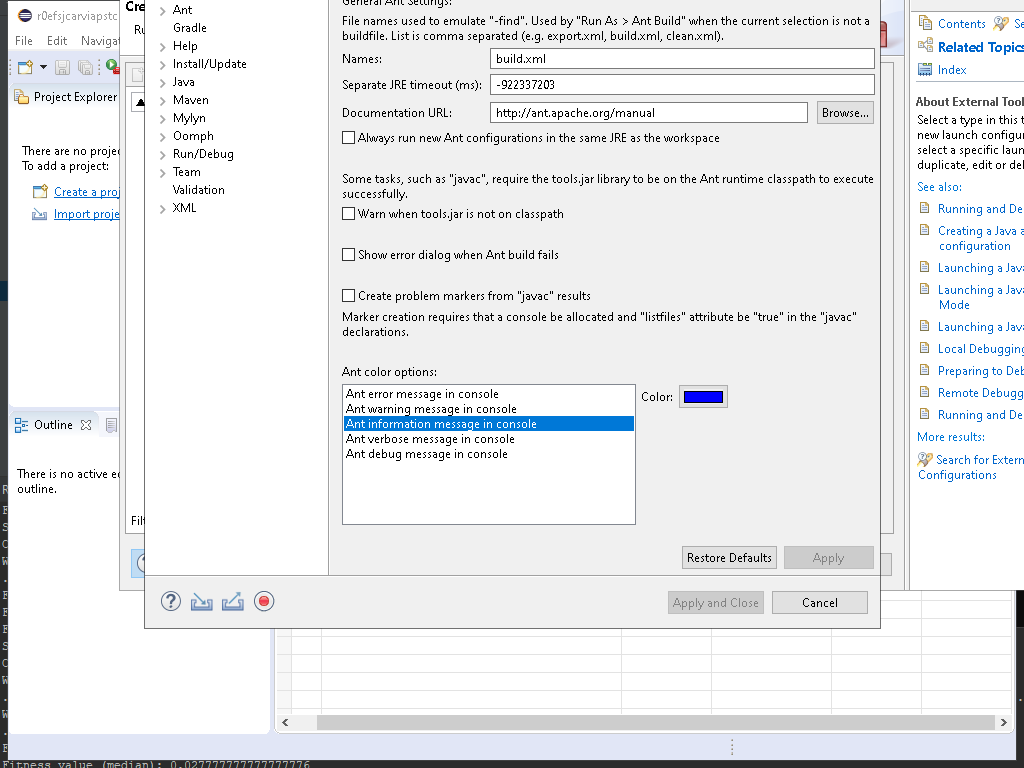 r0efsjcarviapstc
File Edit Naviga
Project Explorer
There are no proje
To add a project:
Create a proj
Import proje
Outline
There is no active e
outline.
Cre
Ru
Filt
Ant
Gradle
Help
Install/Update
Java
Maven
Mylyn
Oomph
Run/Debug
Team
Validation
XML
General Ant Settings:
File names used to emulate "-find". Used by "Run As > Ant Build" when the current selection is not a
buildfile. List is comma separated (e.g. export.xml, build.xml, clean.xml).
Names: build.xml
Separate JRE timeout (ms): -922337203
Documentation URL: http://ant.apache.org/manual Browse...
Always run new Ant configurations in the same JRE as the workspace
Some tasks, such as "javac", require the tools.jar library to be on the Ant runtime classpath to execute
successfully.
Warn when tools.jar is not on classpath
Show error dialog when Ant build fails
Create problem markers from "javac" results
Marker creation requires that a console be allocated and "listfiles" attribute be "true" in the "javac"
declarations.
Ant color options:
Ant error message in console
Ant warning message in console
Ant information message in console
Ant verbose message in console
Ant debug message in console
Color:
Restore Defaults Apply
Apply and Close Cancel
Contents Se
Related Topics
Index
About External Tool
Select a type in this t
new launch configur
select a specific laun
duplicate, edit or del
See also:
Running and De
Creating a Java a
configuration
Launching a Java
Launching a Java
Mode
Launching a Java
Local Debugging
Preparing to Deb
Remote Debugg
Running and De
More results:
Search for Extern
Configurations
Fitness value (median): 0.027777777777777776